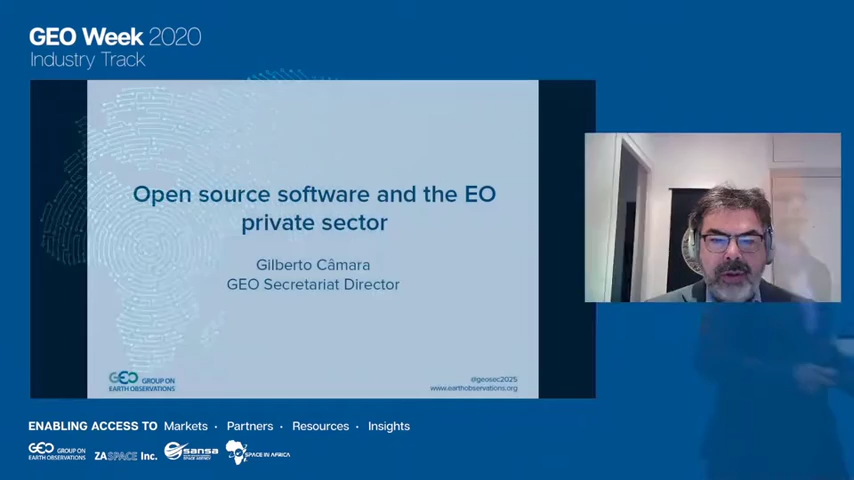 GEO Week 2020
Industry Track
Open source software and the EO
private sector
Gilberto Câmara
GEO Secretariat Director
GEO GROUP ON
EARTH OBSERVATIONS
@geosec2025
www.earthobservations.org
ENABLING ACCESS TO Markets · Partners · Resources · Insights
GEO GROUP ON
EARTH OBSERVATIONS
ZASPACE Inc.
sansa
SPACE IN AFRICA